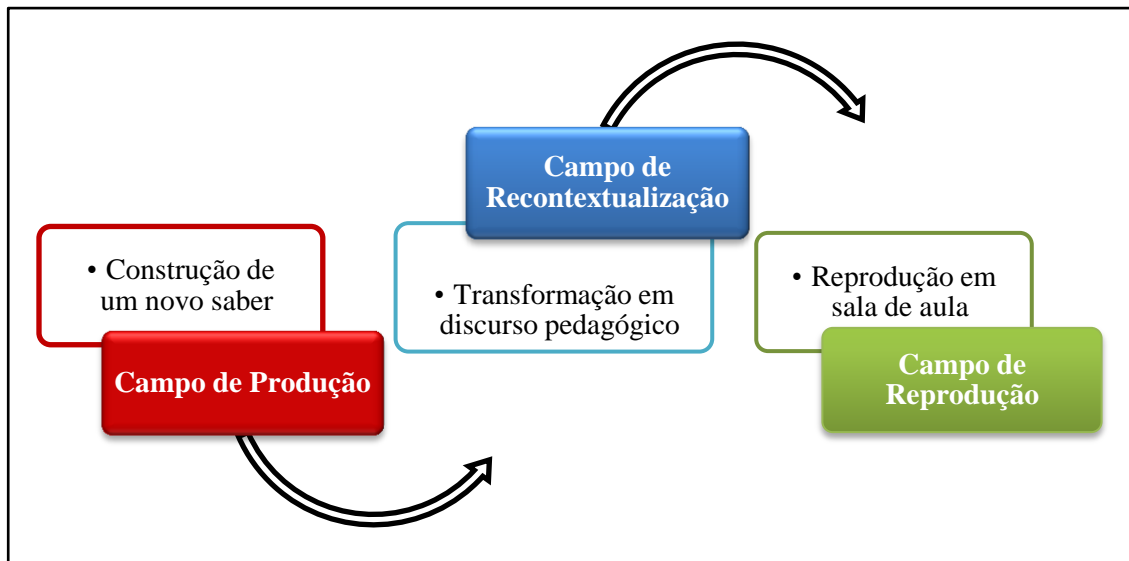 • Construção de
um novo saber
Campo de Produção
Campo de
Recontextualização
• Transformação em
discurso pedagógico
• Reprodução em
sala de aula
Campo de
Reprodução